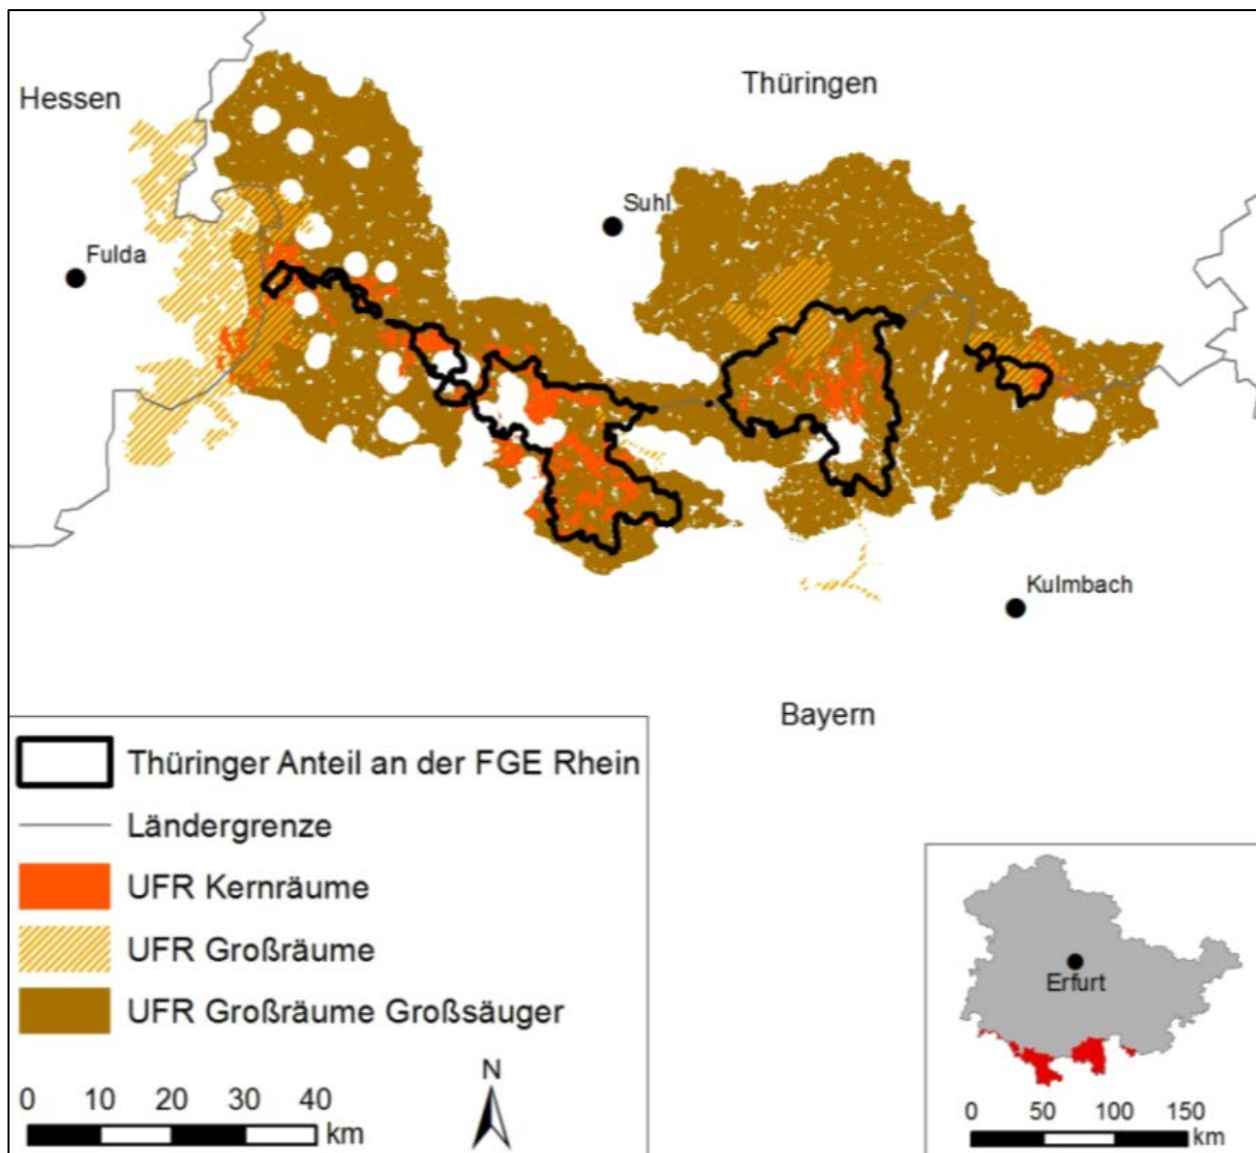 Hessen
Thüringen
Suhl
Fulda
Kulmbach
Bayern
Thüringer Anteil an der FGE Rhein
Ländergrenze
UFR Kernräume
UFR Großräume
UFR Großräume Großsäuger
0 10 20 30 40
km
N
Erfurt
0 50 100 150
km